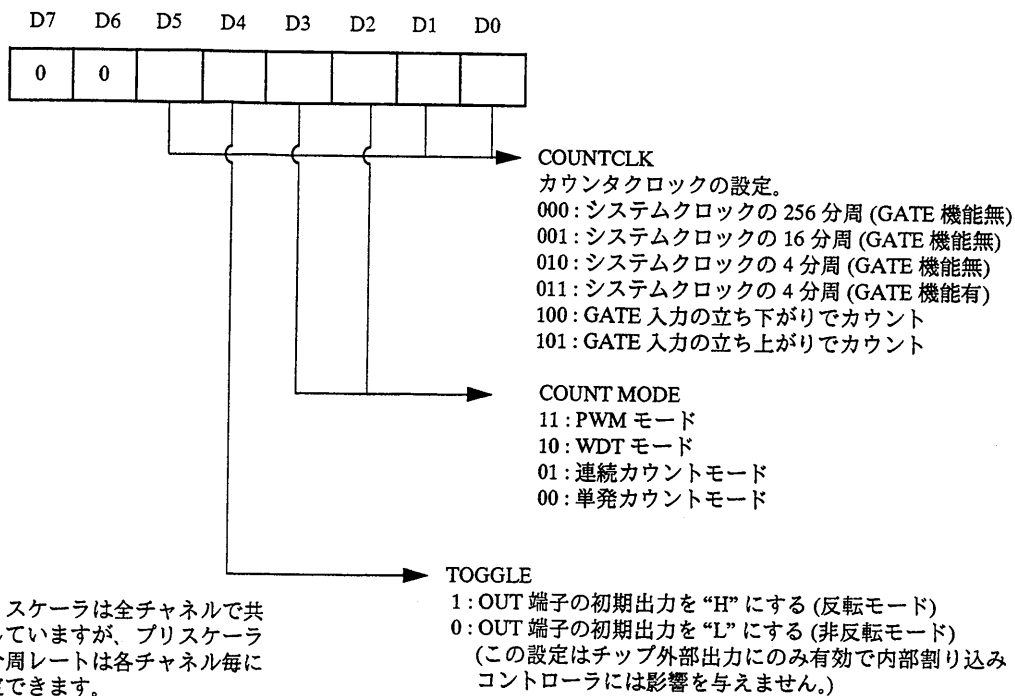 D7 D6 D5 D4 D3 D2 D1 D0
0 0
COUNTCLK
カウンタクロックの設定。
000 : システムクロックの 256 分周 (GATE 機能無)
001 : システムクロックの 16 分周 (GATE 機能無)
010 : システムクロックの 4 分周 (GATE 機能無)
011 : システムクロックの 4 分周 (GATE 機能有)
100 : GATE 入力の立ち下がりでカウント
101 : GATE 入力の立ち上がりでカウント
COUNT MODE
11 : PWM モード
10 : WDT モード
01 : 連続カウントモード
00 : 単発カウントモード
TOGGLE
1 : OUT 端子の初期出力を “H” にする (反転モード)
0 : OUT 端子の初期出力を “L” にする (非反転モード)
(この設定はチップ外部出力にのみ有効で内部割り込み
コントローラには影響を与えません。)
スケーラは全チャネルで共
していますが、プリスケーラ
分周レートは各チャネル毎に
できます。